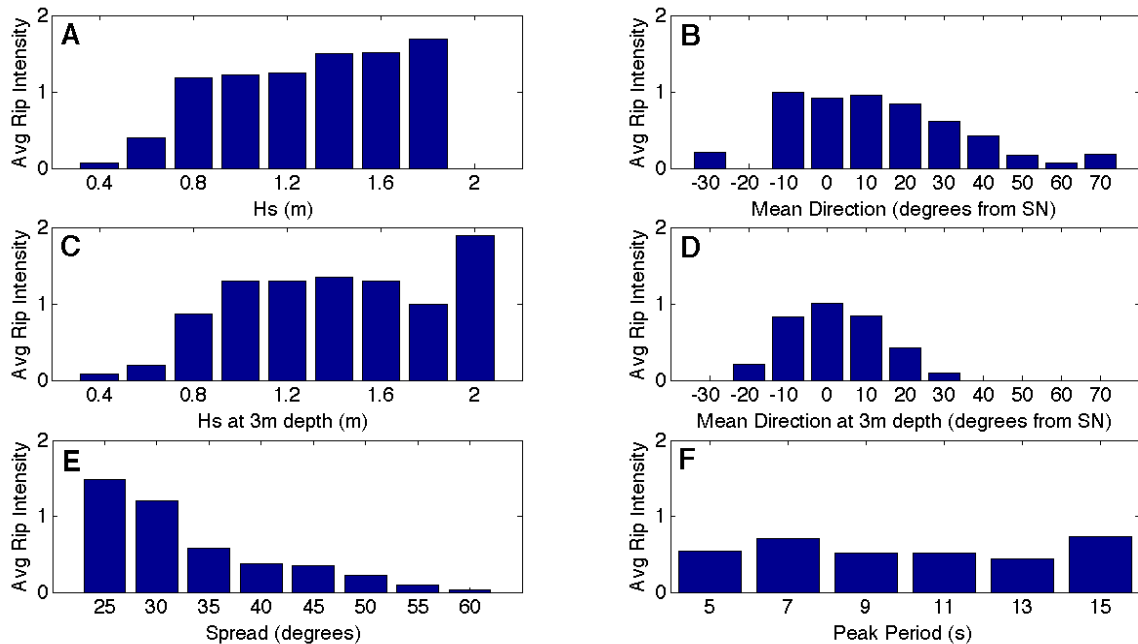 A
Avg Rip Intensity
2
1
0
0.4 0.8 1.2 1.6 2
Hs (m)
B
Avg Rip Intensity
2
1
0
-30 -20 -10 0 10 20 30 40 50 60 70
Mean Direction (degrees from SN)
C
Avg Rip Intensity
2
1
0
0.4 0.8 1.2 1.6 2
Hs at 3m depth (m)
D
Avg Rip Intensity
2
1
0
-30 -20 -10 0 10 20 30 40 50 60 70
Mean Direction at 3m depth (degrees from SN)
E
Avg Rip Intensity
2
1
0
25 30 35 40 45 50 55 60
Spread (degrees)
F
Avg Rip Intensity
2
1
0
5 7 9 11 13 15
Peak Period (s)